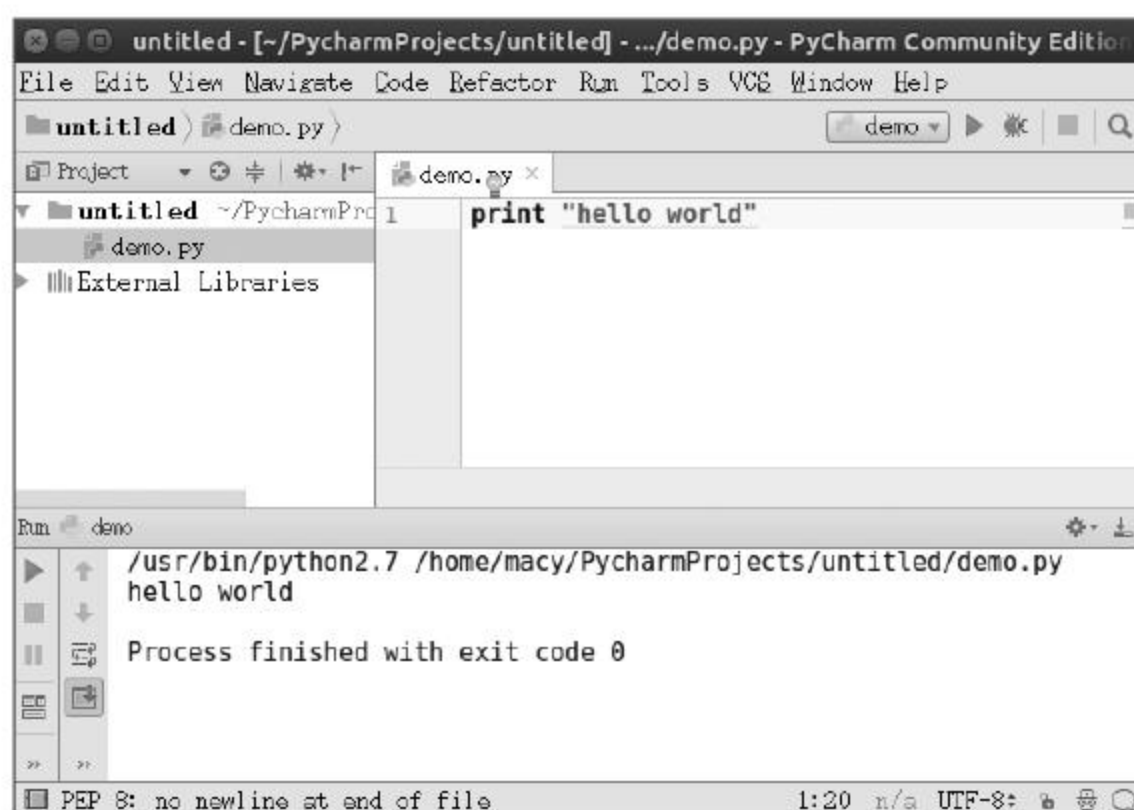 untitled - [~/PycharmProjects/untitled] - .../demo.py - PyCharm Community Edition
File Edit View Navigate Code Refactor Run Tools VCS Window Help
untitled demo.py demo
Project demo.py
untitled ~/PycharmPro 1 print "hello world"
demo.py
External Libraries
Run demo
/usr/bin/python2.7 /home/macy/PycharmProjects/untitled/demo.py
hello world
Process finished with exit code 0
PEP 8: no newline at end of file 1:20 n/a UTF-8